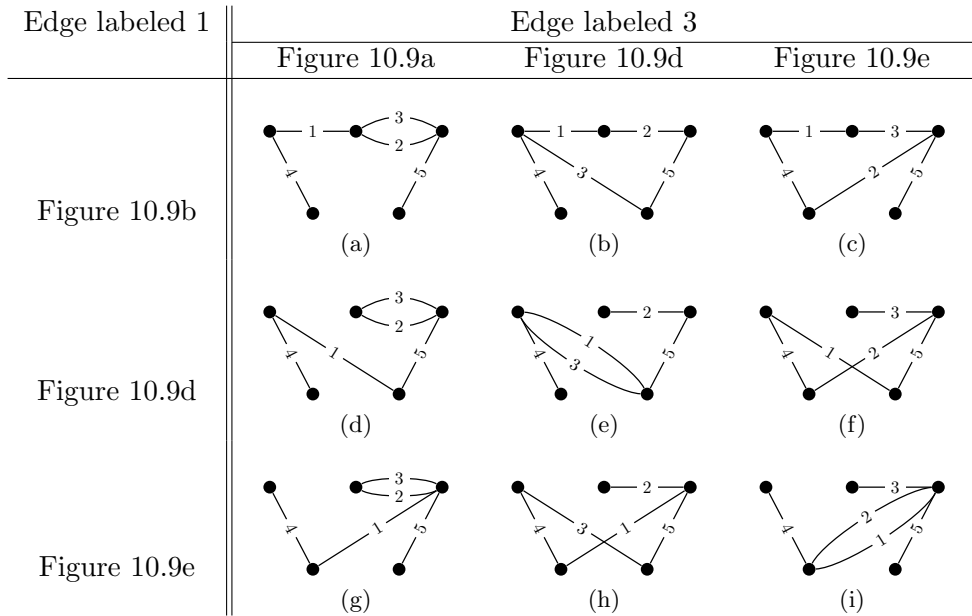 Edge labeled 1
Edge labeled 3
Figure 10.9a Figure 10.9d Figure 10.9e
3
1 1 2 1 3
2
4 5 4 3 5 4 2 5
Figure 10.9b
(a) (b) (c)
3
2 3
2
4 1 5 4 3 1 5 4 1 2 5
Figure 10.9d
(d) (e) (f)
3
2 3
2
4 1 5 4 3 1 5 4 2 1 5
Figure 10.9e
(g) (h) (i)